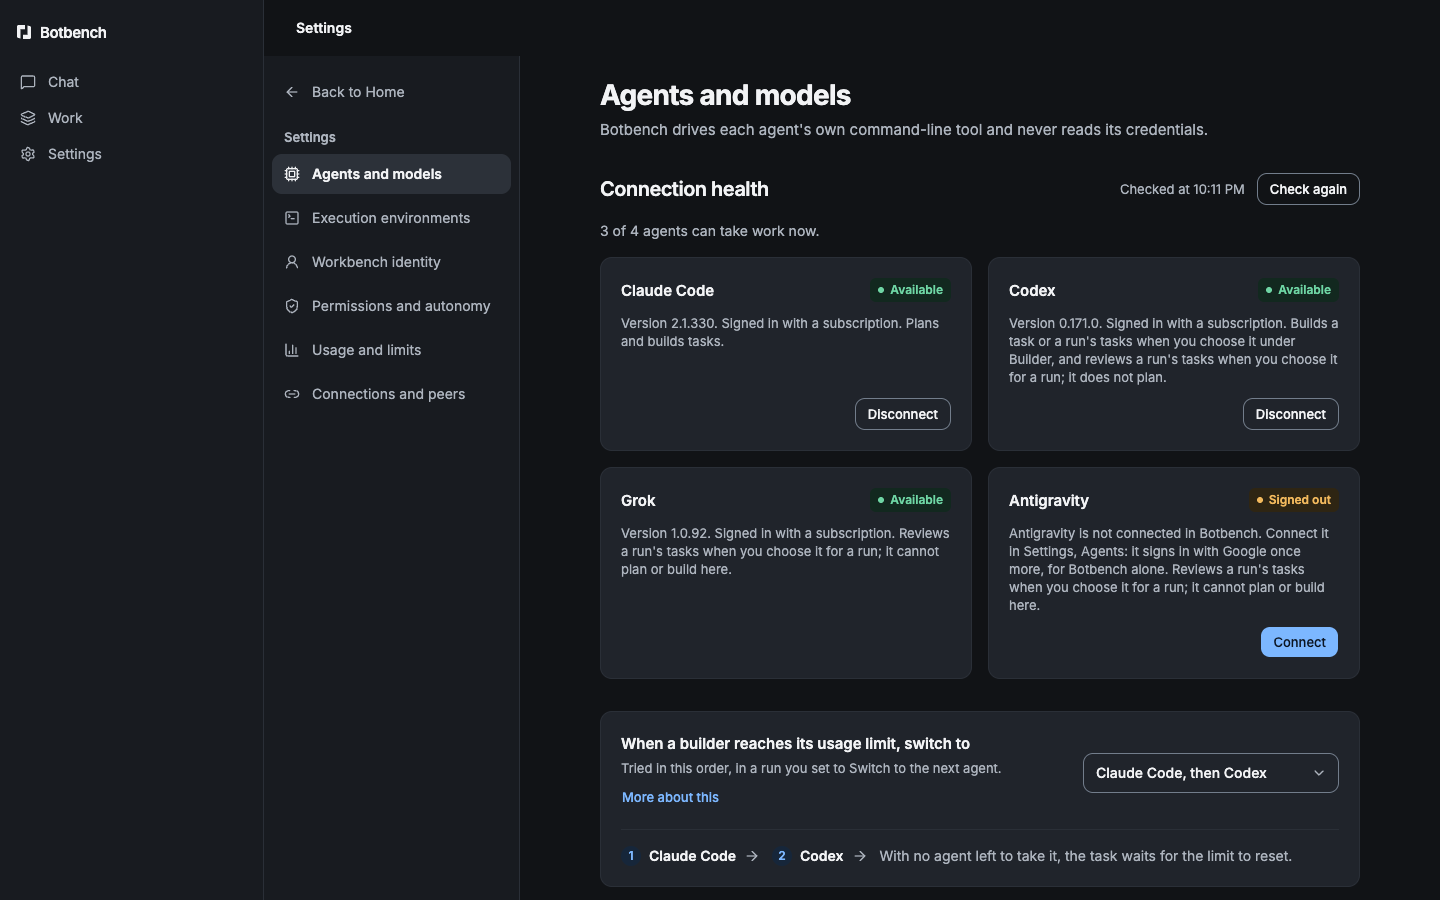 Botbench
Chat
Work
Settings
Settings
Back to Home
Settings
Agents and models
Execution environments
Workbench identity
Permissions and autonomy
Usage and limits
Connections and peers
Agents and models
Botbench drives each agent's own command-line tool and never reads its credentials.
Connection health
Checked at 10:11 PM
Check again
3 of 4 agents can take work now.
Claude Code
Available
Version 2.1.330. Signed in with a subscription. Plans
and builds tasks.
Disconnect
Codex
Available
Version 0.171.0. Signed in with a subscription. Builds a
task or a run's tasks when you choose it under
Builder, and reviews a run's tasks when you choose it
for a run; it does not plan.
Disconnect
Grok
Available
Version 1.0.92. Signed in with a subscription. Reviews
a run's tasks when you choose it for a run; it cannot
plan or build here.
Antigravity
Signed out
Antigravity is not connected in Botbench. Connect it
in Settings, Agents: it signs in with Google once
more, for Botbench alone. Reviews a run's tasks
when you choose it for a run; it cannot plan or build
here.
Connect
When a builder reaches its usage limit, switch to
Tried in this order, in a run you set to Switch to the next agent.
More about this
Claude Code, then Codex
1 Claude Code → 2 Codex → With no agent left to take it, the task waits for the limit to reset.